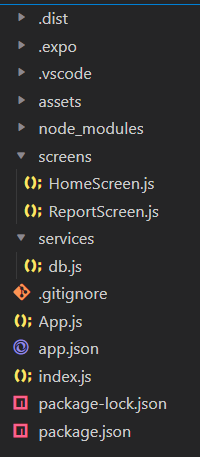 .dist
.expo
.vscode
assets
node_modules
screens
HomeScreen.js
ReportScreen.js
services
db.js
.gitignore
App.js
app.json
index.js
package-lock.json
package.json